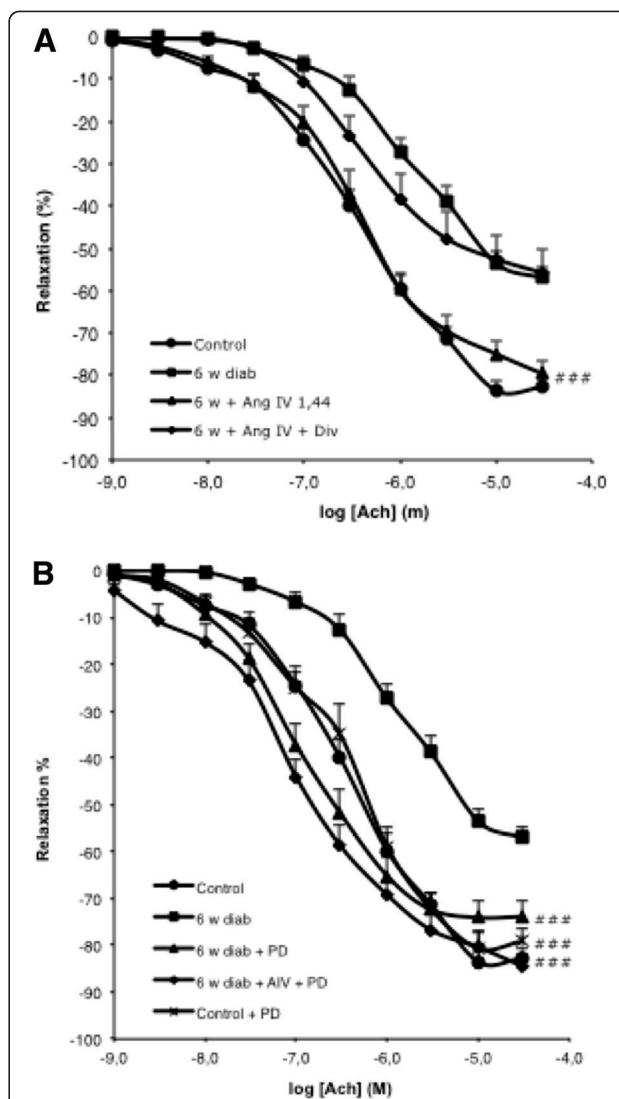 A
0
-10
-20
-30
-40
-50
-60
-70
-80
-90
-100
Relaxation (%)
Control
6 w diab
6 w + Ang IV 1,44
6 w + Ang IV + Div
###
-9,0 -8,0 -7,0 -6,0 -5,0 -4,0
log [Ach] (m)
B
0
-10
-20
-30
-40
-50
-60
-70
-80
-90
-100
Relaxation %
Control
6 w diab
6 w diab + PD
6 w diab + AIV + PD
Control + PD
###
###
###
-9,0 -8,0 -7,0 -6,0 -5,0 -4,0
log [Ach] (M)